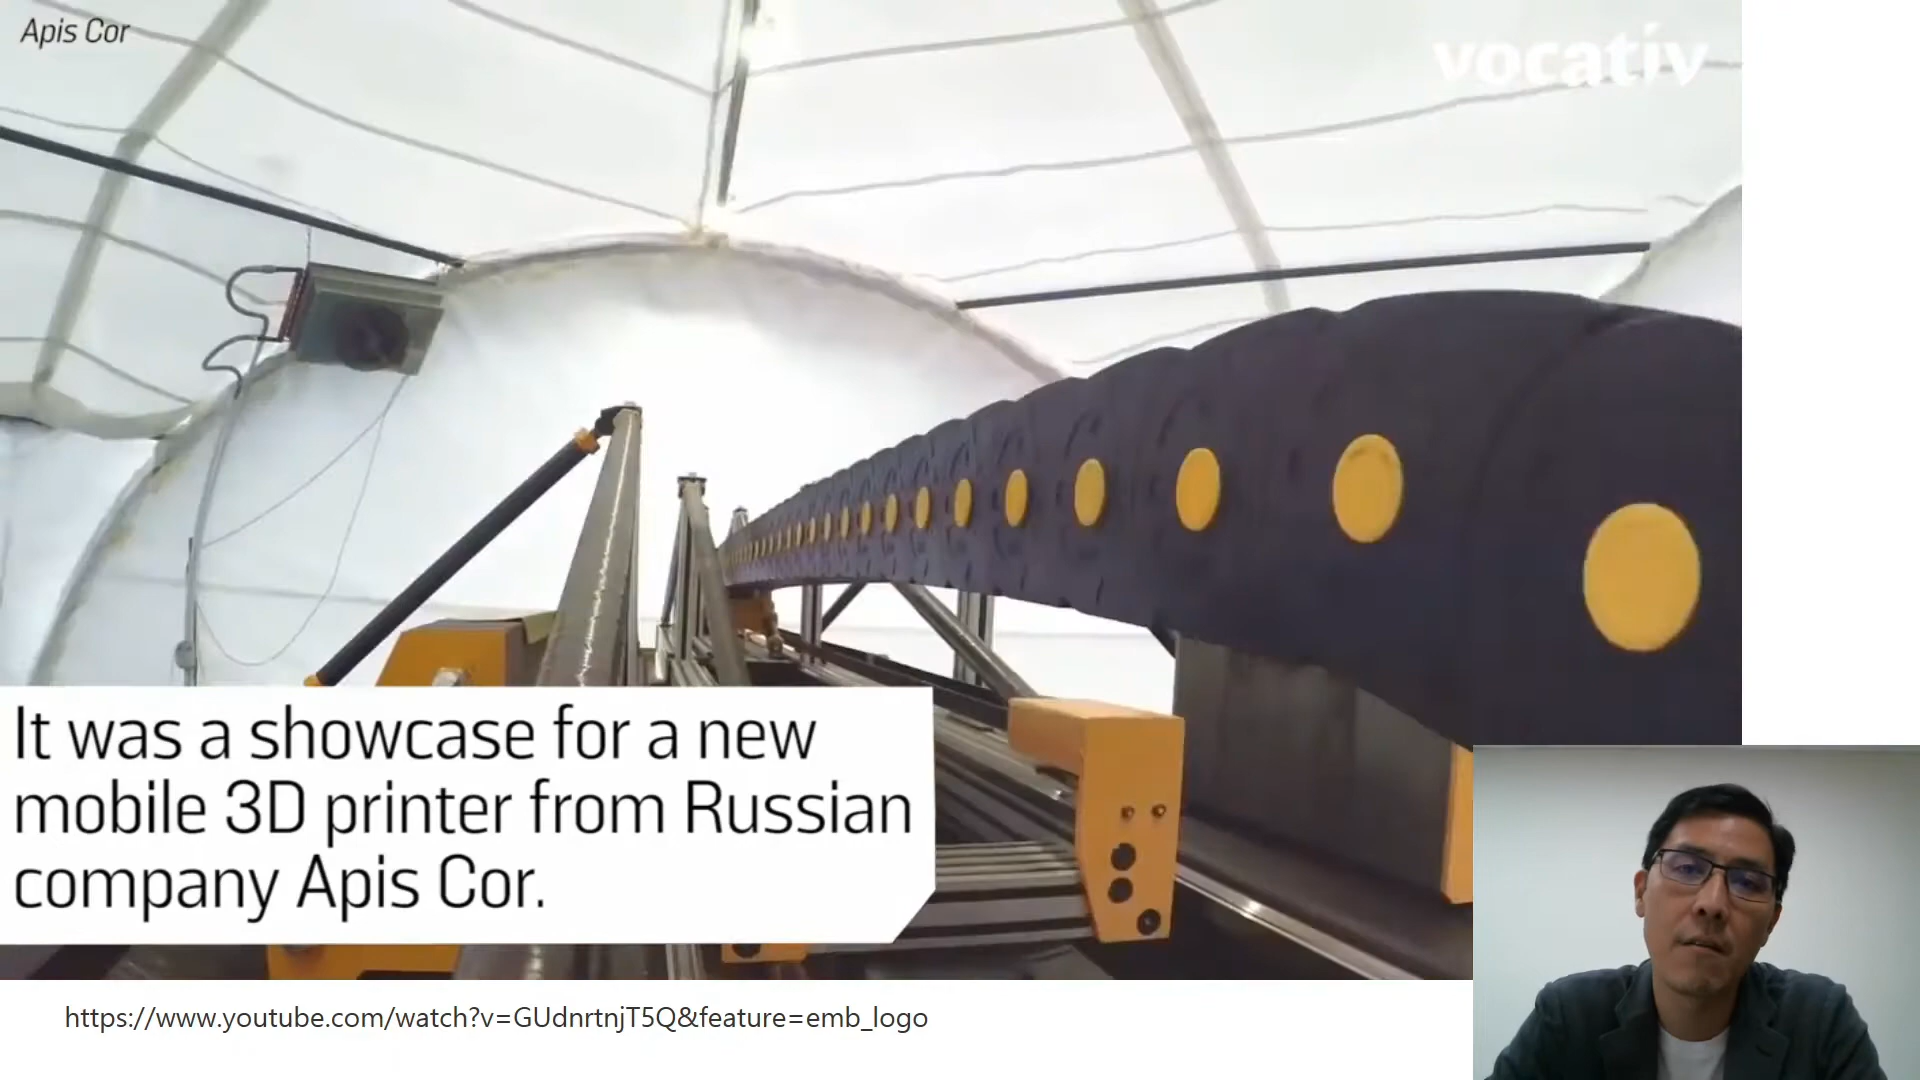 Apis Cor
vocativ
It was a showcase for a new
mobile 3D printer from Russian
company Apis Cor.
https://www.youtube.com/watch?v=GUdnrtnjT5Q&feature=emb_logo